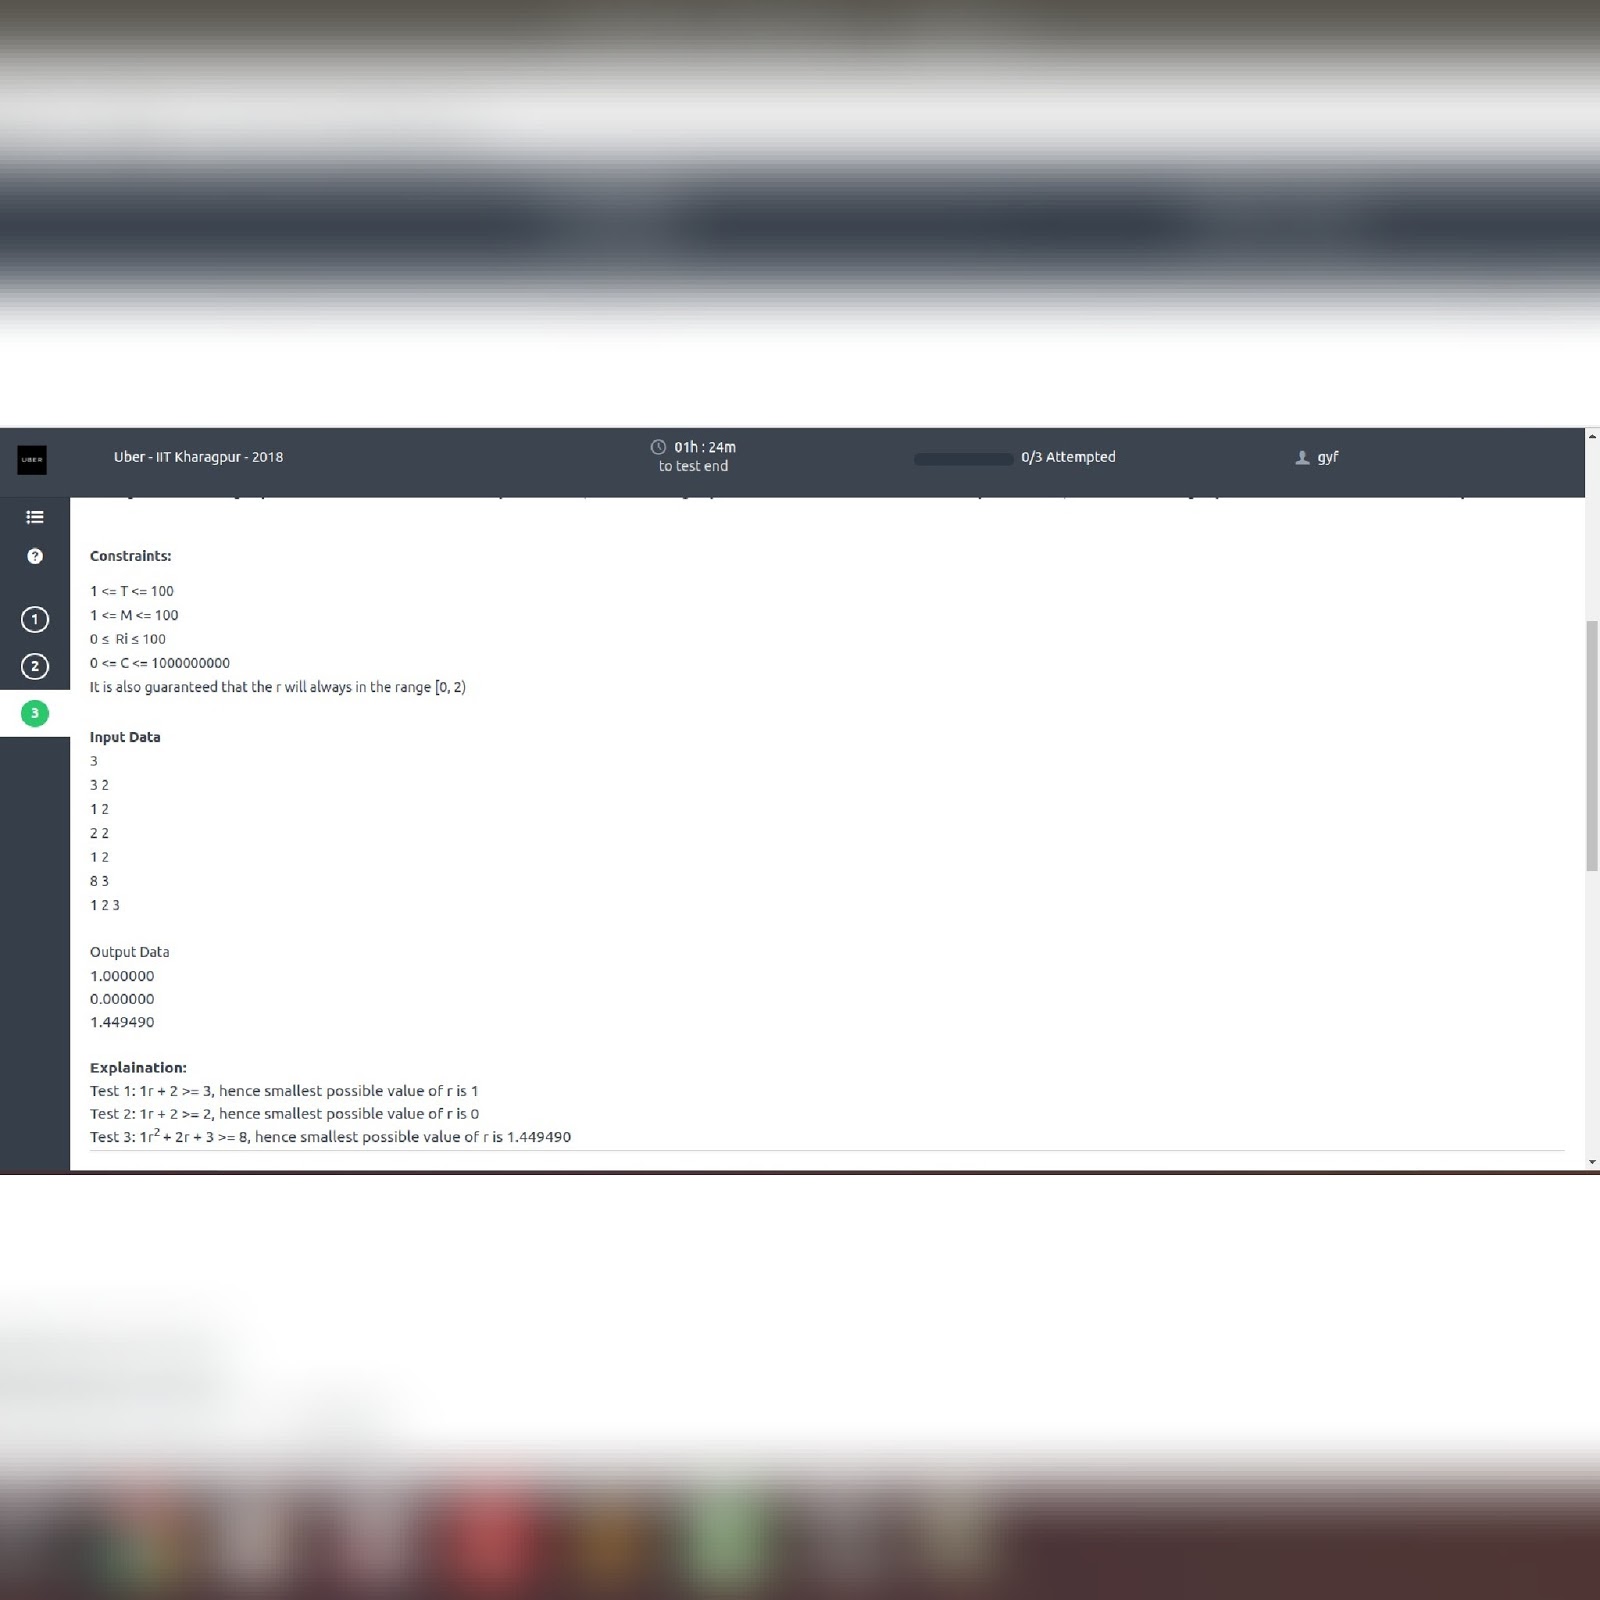 UBER
Uber - IIT Kharagpur - 2018
01h : 24m
to test end
0/3 Attempted
gyf
?
1
2
3
Constraints:
1 <= T <= 100
1 <= M <= 100
0 ≤ Ri ≤ 100
0 <= C <= 1000000000
It is also guaranteed that the r will always in the range [0, 2)
Input Data
3
3 2
1 2
2 2
1 2
8 3
1 2 3
Output Data
1.000000
0.000000
1.449490
Explaination:
Test 1: 1r + 2 >= 3, hence smallest possible value of r is 1
Test 2: 1r + 2 >= 2, hence smallest possible value of r is 0
Test 3: 1r² + 2r + 3 >= 8, hence smallest possible value of r is 1.449490